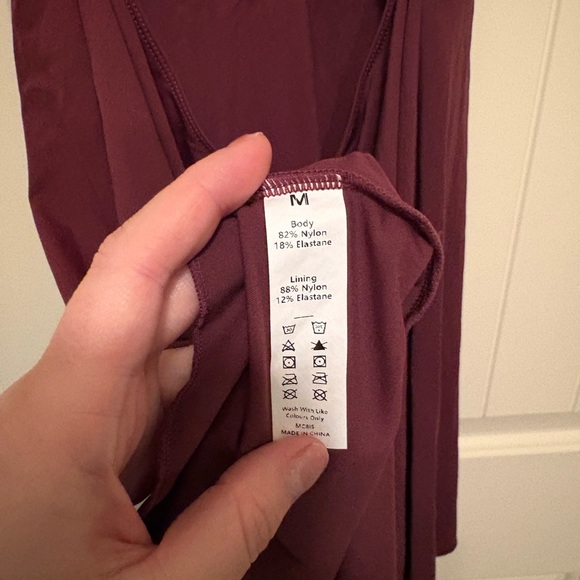 M
Body
82% Nylon
18% Elastane
Lining
88% Nylon
12% Elastane
Wash With Like
Colours Only
MADE IN CHINA